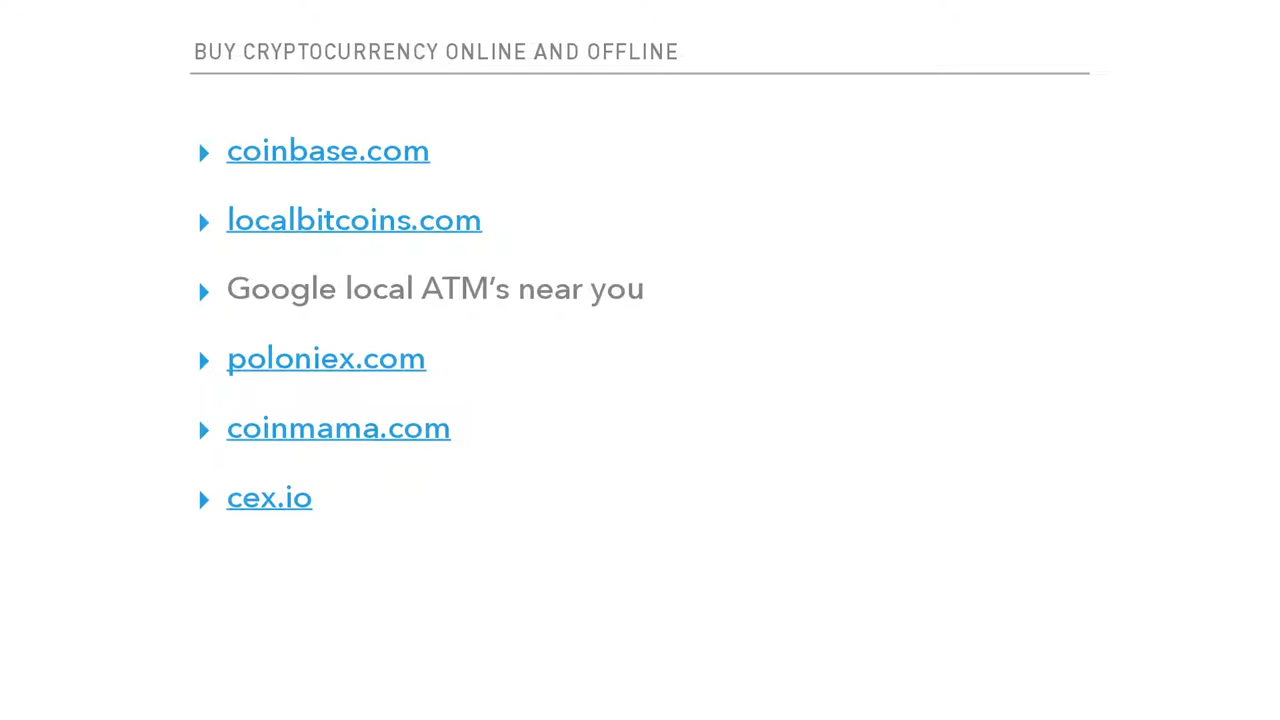 BUY CRYPTOCURRENCY ONLINE AND OFFLINE
coinbase.com
localbitcoins.com
Google local ATM’s near you
poloniex.com
coinmama.com
cex.io